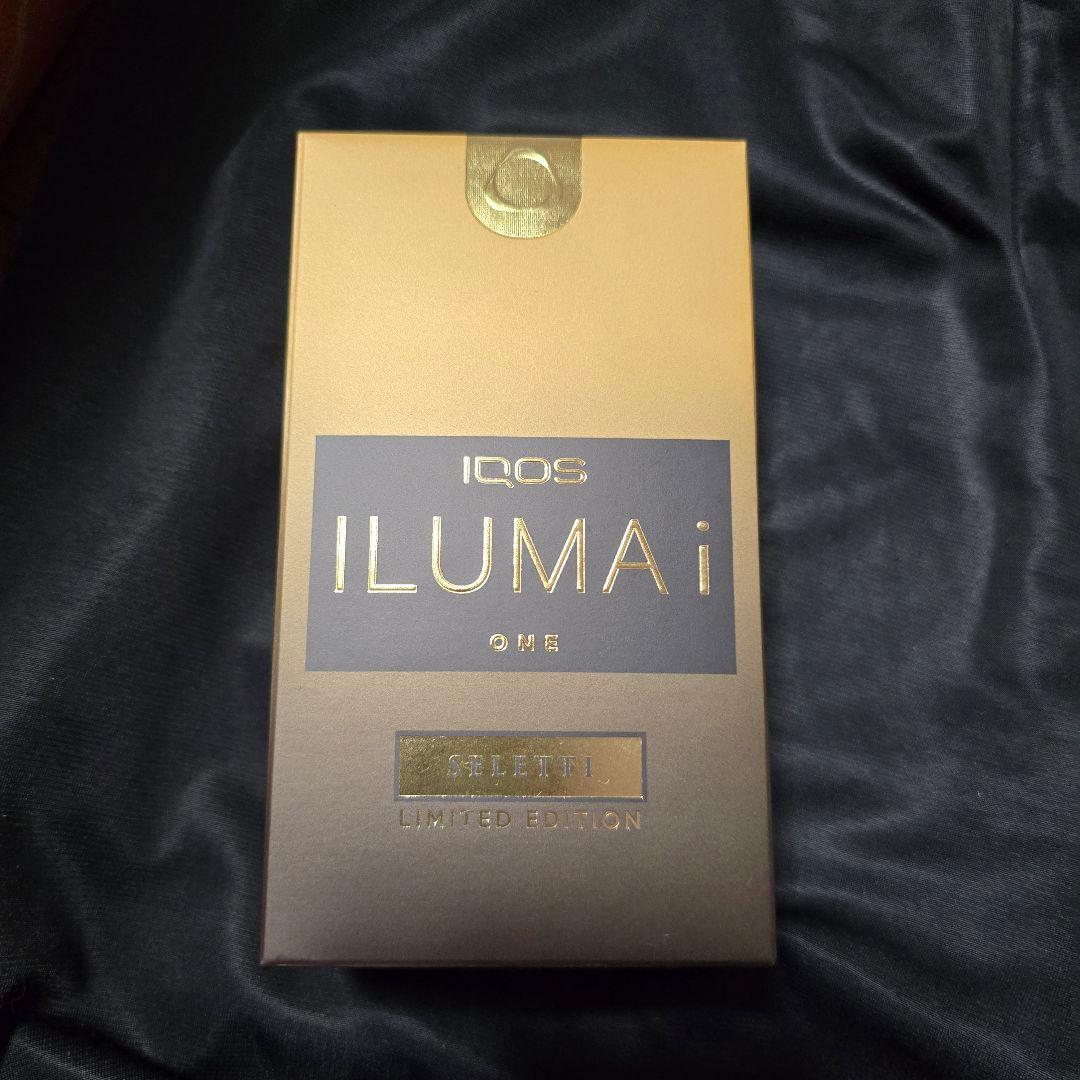 IQOS
ILUMA i
ONE
SELETTI
LIMITED EDITION